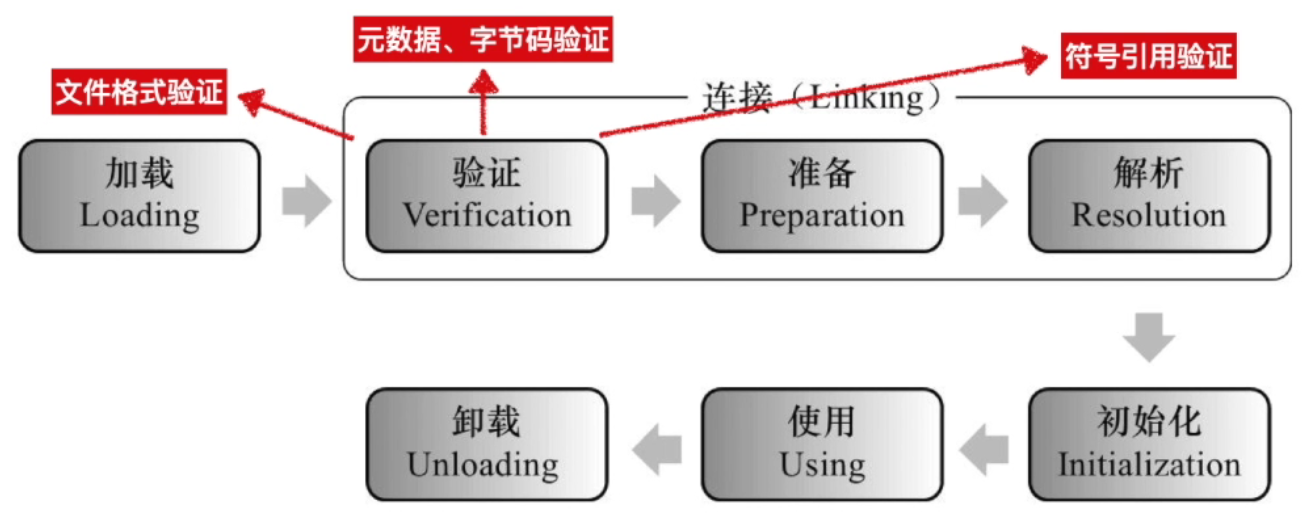 元数据、字节码验证
符号引用验证
文件格式验证
连接（Linking）
加载
Loading
验证
Verification
准备
Preparation
解析
Resolution
卸载
Unloading
使用
Using
初始化
Initialization